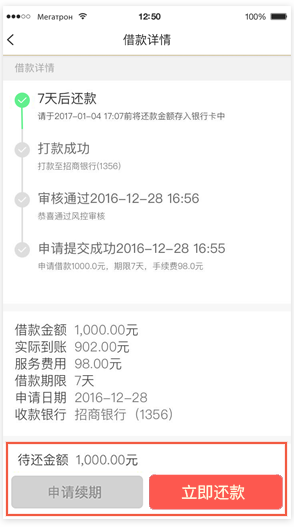 Мегатрон 12:50 100%
借款详情
借款详情
7天后还款
请于2017-01-04 17:07前将还款金额存入银行卡中
打款成功
打款至招商银行(1356)
审核通过2016-12-28 16:56
恭喜通过风控审核
申请提交成功2016-12-28 16:55
申请借款1000.0元，期限7天，手续费98.0元
借款金额 1,000.00元
实际到账 902.00元
服务费用 98.00元
借款期限 7天
申请日期 2016-12-28
收款银行 招商银行（1356）
待还金额 1,000.00元
申请续期 立即还款